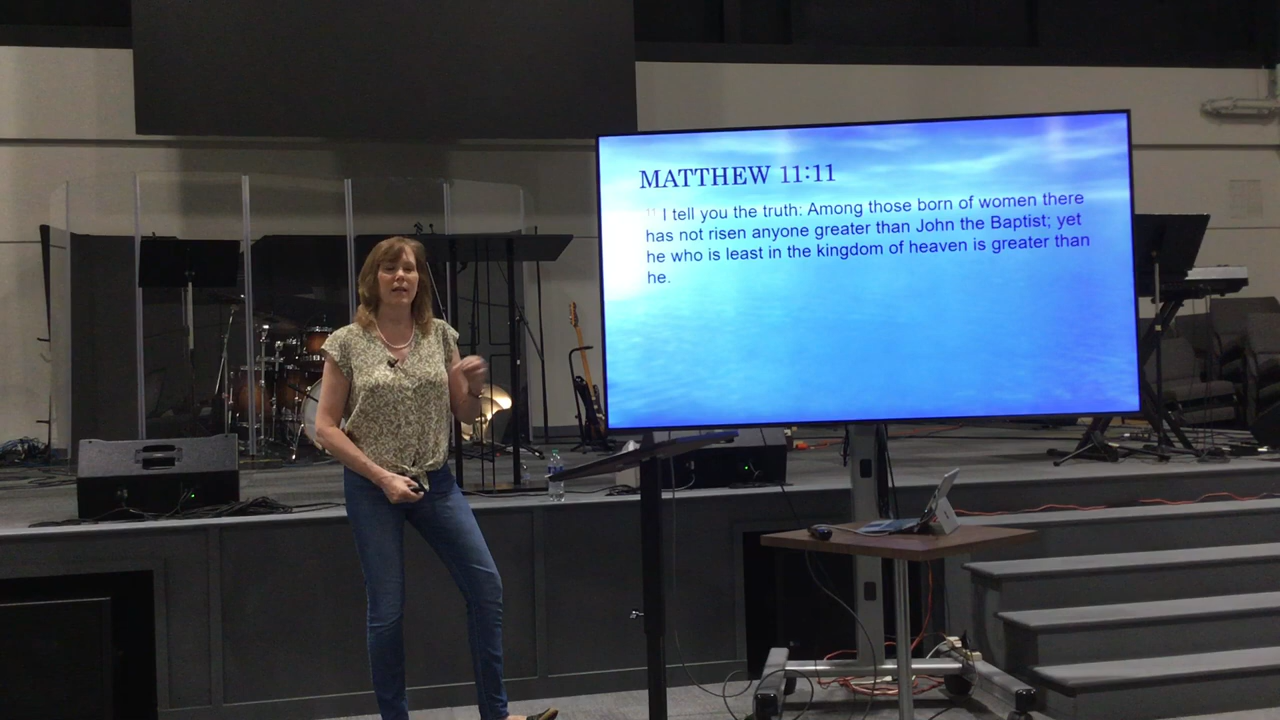 MATTHEW 11:11
11 I tell you the truth: Among those born of women there
has not risen anyone greater than John the Baptist; yet
he who is least in the kingdom of heaven is greater than
he.